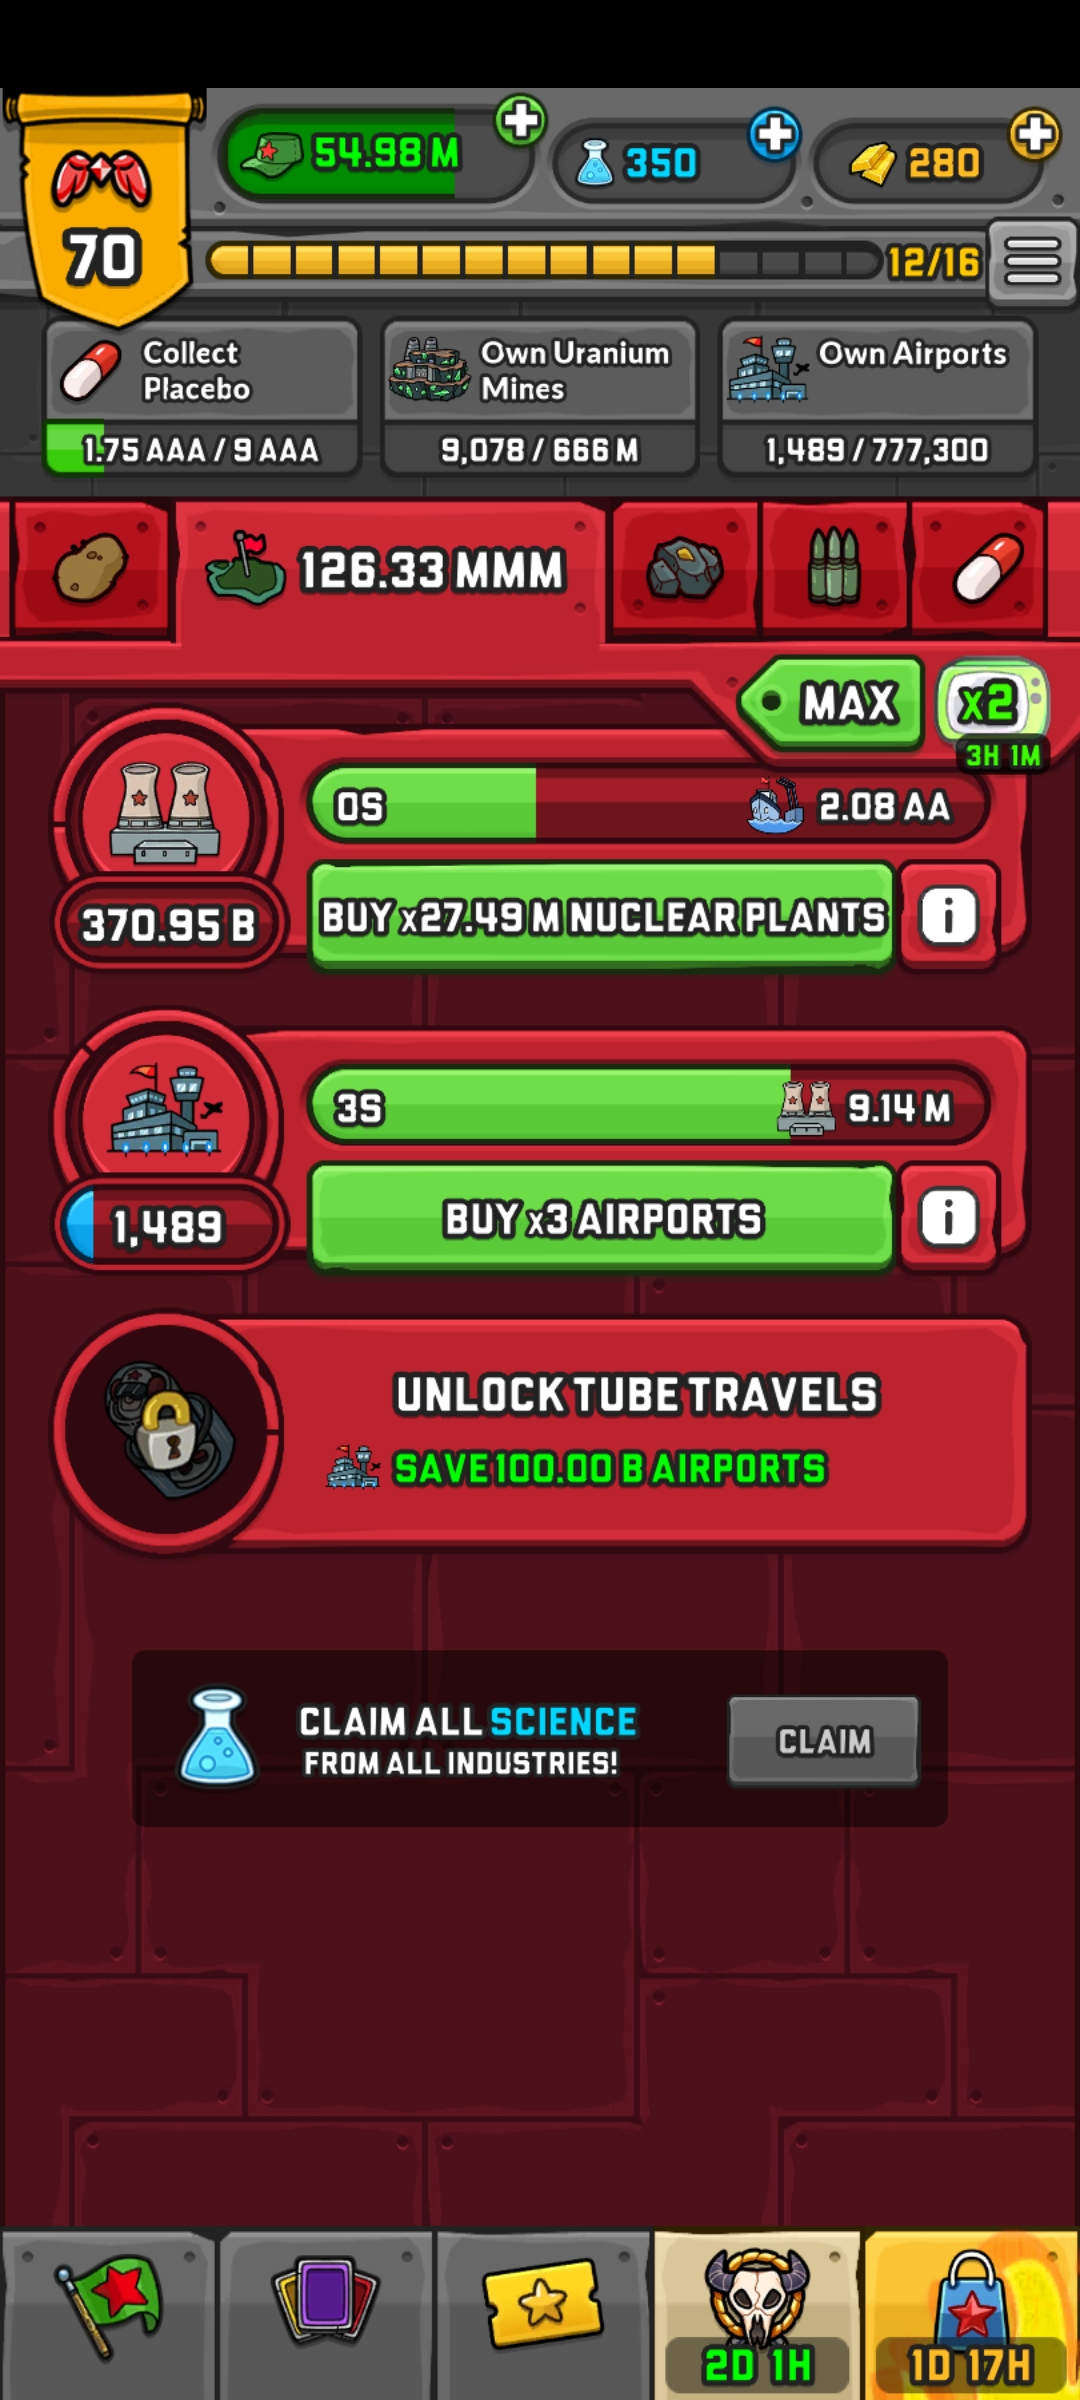 54.98 M
350
280
70
12/16
Collect
Placebo
1.75 AAA / 9 AAA
Own Uranium
Mines
9,078 / 666 M
Own Airports
1,489 / 777,300
126.33 MMM
MAX
x2
3H 1M
0S
2.08 AA
370.95 B
BUY x27.49 M NUCLEAR PLANTS
i
3S
9.14 M
1,489
BUY x3 AIRPORTS
i
UNLOCK TUBE TRAVELS
SAVE 100.00 B AIRPORTS
CLAIM ALL SCIENCE
FROM ALL INDUSTRIES!
CLAIM
2D 1H
1D 17H